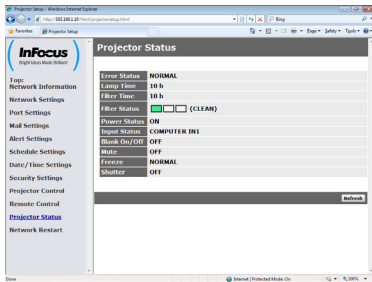 Projector Setup - Windows Internet Explorer
http://192.168.1.10/html/projectorsetup.html
Bing
Favorites
Projector Setup
Page
Safety
Tools
InFocus
Bright Ideas Made Brilliant
Top:
Network Information
Network Settings
Port Settings
Mail Settings
Alert Settings
Schedule Settings
Date/Time Settings
Security Settings
Projector Control
Remote Control
Projector Status
Network Restart
Projector Status
Error Status NORMAL
Lamp Time 10 h
Filter Time 10 h
Filter Status (CLEAN)
Power Status ON
Input Status COMPUTER IN1
Blank On/Off OFF
Mute OFF
Freeze NORMAL
Shutter OFF
Refresh
Done
Internet | Protected Mode: On
100%